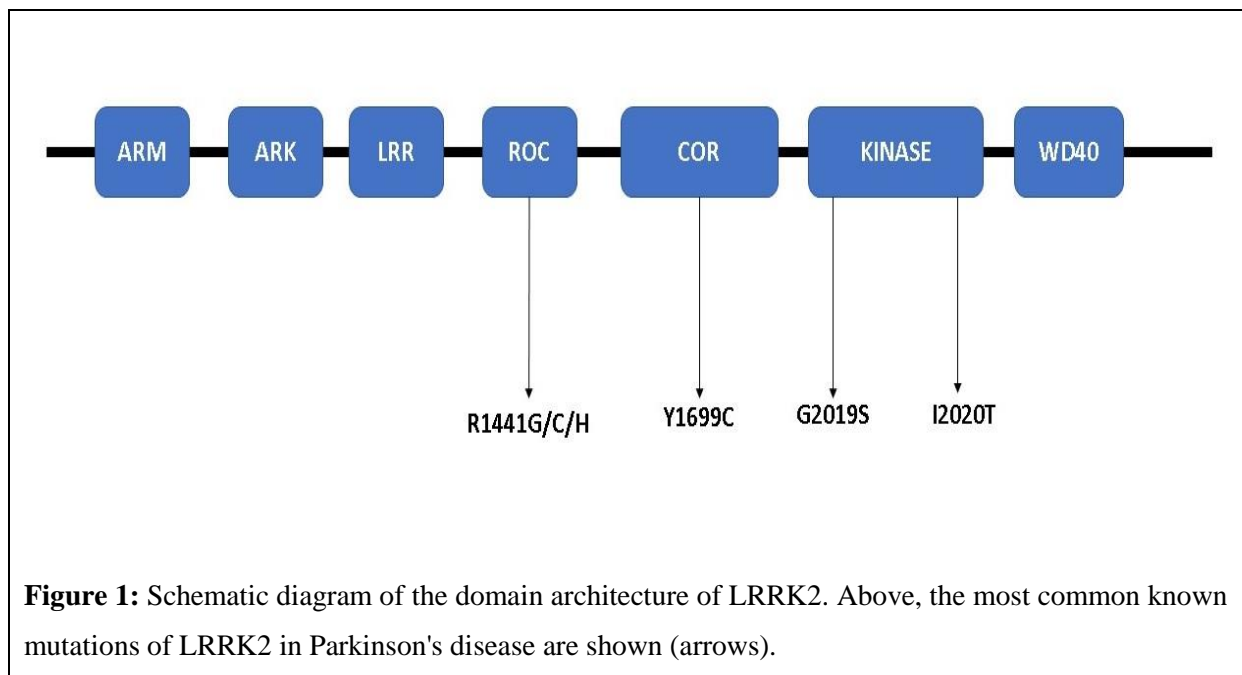 ARM ARK LRR ROC COR KINASE WD40
R1441G/C/H Y1699C G2019S I2020T
Figure 1: Schematic diagram of the domain architecture of LRRK2. Above, the most common known
mutations of LRRK2 in Parkinson's disease are shown (arrows).